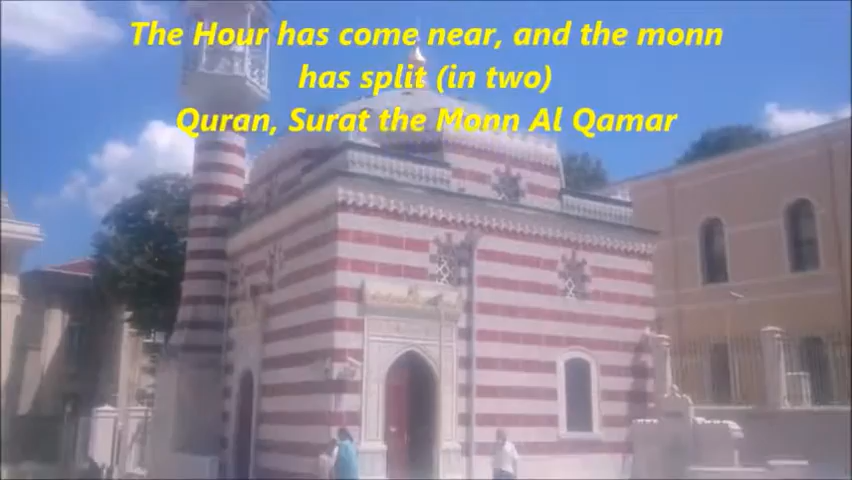 The Hour has come near, and the monn
has split (in two)
Quran, Surat the Monn Al Qamar